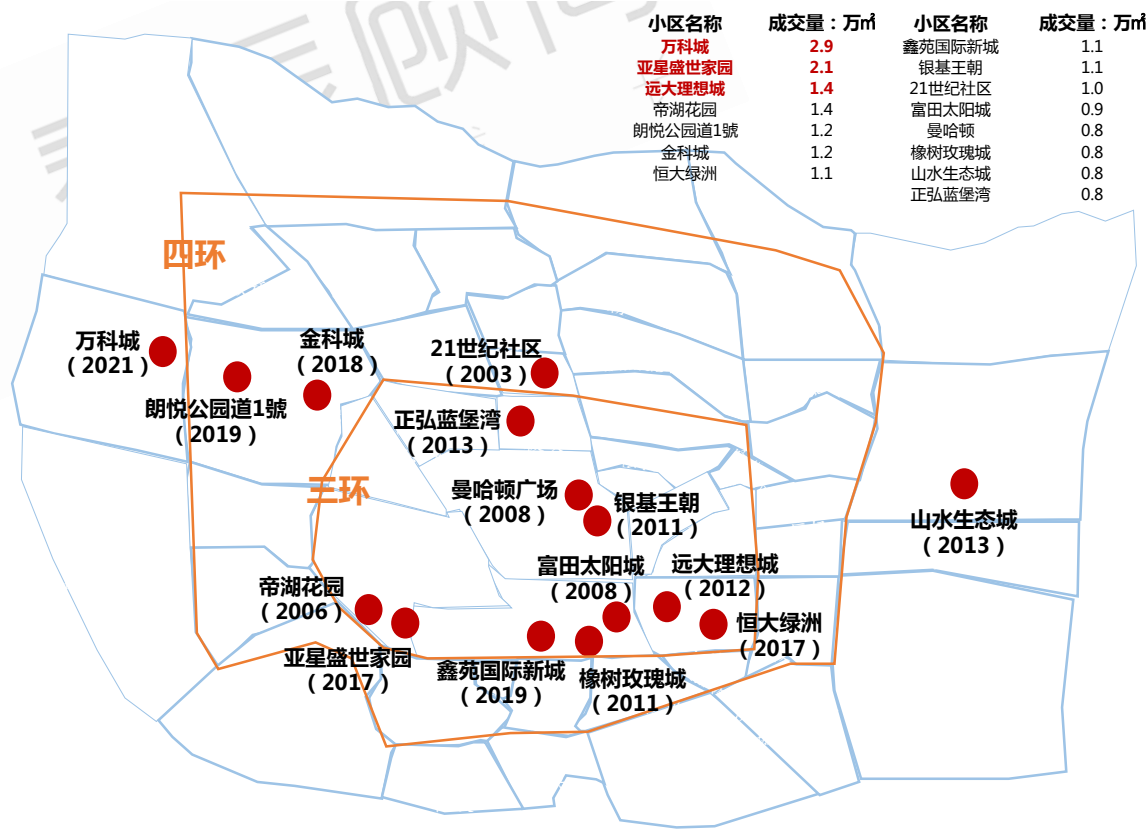 小区名称 成交量：万㎡ 小区名称 成交量：万㎡
万科城 2.9 鑫苑国际新城 1.1
亚星盛世家园 2.1 银基王朝 1.1
远大理想城 1.4 21世纪社区 1.0
帝湖花园 1.4 富田太阳城 0.9
朗悦公园道1號 1.2 曼哈顿 0.8
金科城 1.2 橡树玫瑰城 0.8
恒大绿洲 1.1 山水生态城 0.8
正弘蓝堡湾 0.8
四环
万科城
（2021）
金科城
（2018）
21世纪社区
（2003）
朗悦公园道1號
（2019）
正弘蓝堡湾
（2013）
三环
曼哈顿广场
（2008）
银基王朝
（2011）
山水生态城
（2013）
富田太阳城
（2008）
远大理想城
（2012）
帝湖花园
（2006）
恒大绿洲
（2017）
亚星盛世家园
（2017）
鑫苑国际新城
（2019）
橡树玫瑰城
（2011）